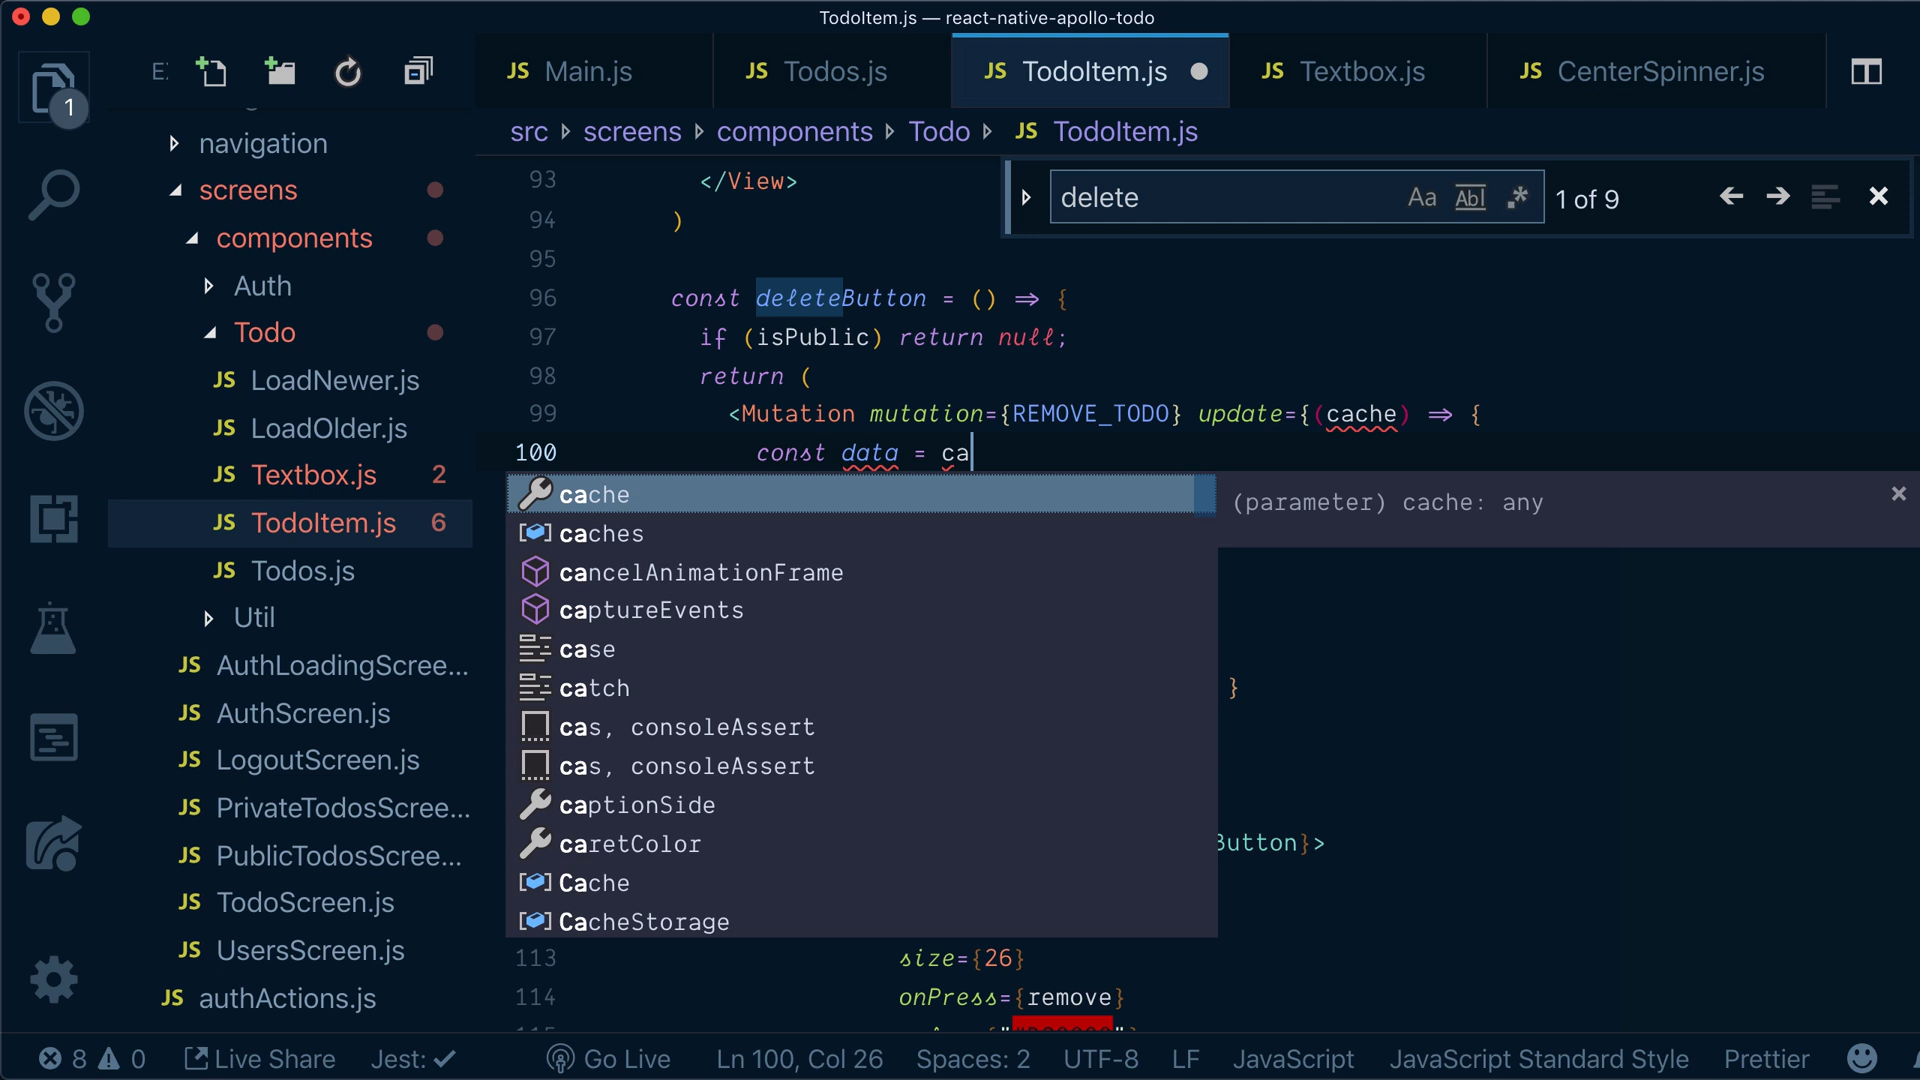 TodoItem.js — react-native-apollo-todo
E:
JS Main.js
JS Todos.js
JS TodoItem.js
JS Textbox.js
JS CenterSpinner.js
1
src screens components Todo JS TodoItem.js
navigation
screens
components
Auth
Todo
JS LoadNewer.js
JS LoadOlder.js
JS Textbox.js 2
JS TodoItem.js 6
JS Todos.js
Util
JS AuthLoadingScree...
JS AuthScreen.js
JS LogoutScreen.js
JS PrivateTodosScree...
JS PublicTodosScree...
JS TodoScreen.js
JS UsersScreen.js
JS authActions.js
delete Aa Abl .* 1 of 9
93 </View>
94 )
95
96 const deleteButton = () => {
97 if (isPublic) return null;
98 return (
99 <Mutation mutation={REMOVE_TODO} update={(cache) => {
100 const data = ca
cache
(parameter) cache: any
caches
cancelAnimationFrame
captureEvents
case
catch
}
cas, consoleAssert
cas, consoleAssert
captionSide
caretColor
Button}>
Cache
CacheStorage
113 size={26}
114 onPress={remove}
8 0 Live Share Jest: Go Live Ln 100, Col 26 Spaces: 2 UTF-8 LF JavaScript JavaScript Standard Style Prettier